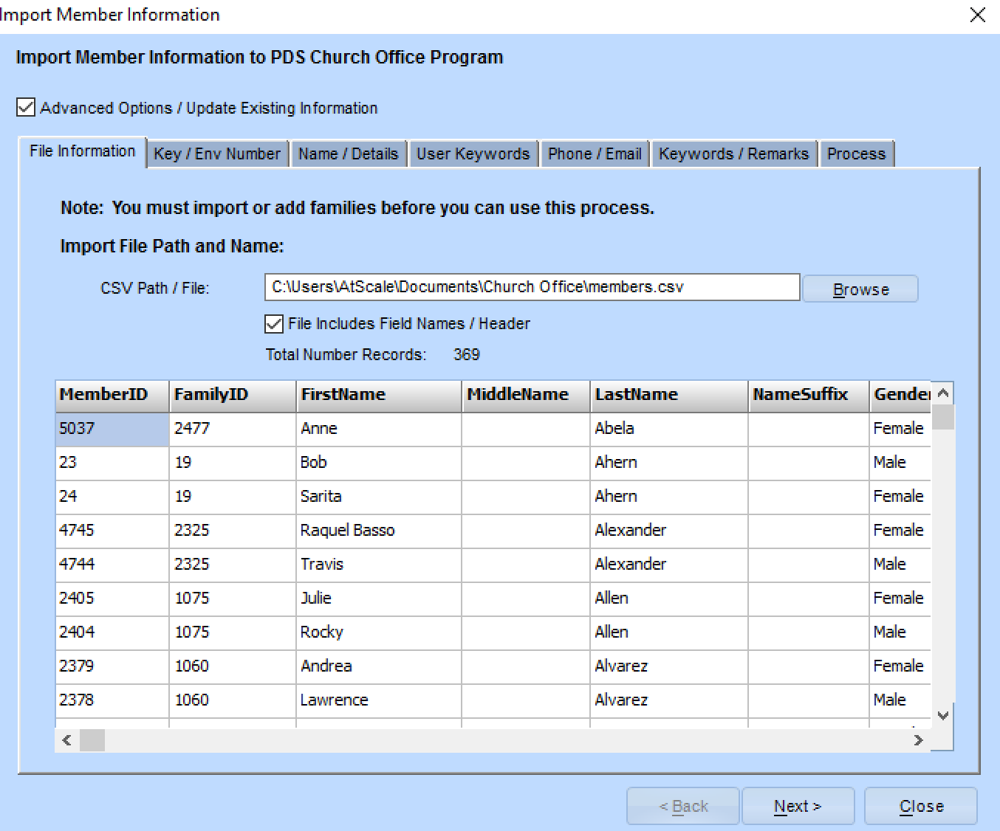 Import Member Information
Import Member Information to PDS Church Office Program
Advanced Options / Update Existing Information
File Information Key / Env Number Name / Details User Keywords Phone / Email Keywords / Remarks Process
Note: You must import or add families before you can use this process.
Import File Path and Name:
CSV Path / File: C:\Users\AtScale\Documents\Church Office\members.csv Browse
File Includes Field Names / Header
Total Number Records: 369
MemberID FamilyID FirstName MiddleName LastName NameSuffix Gender
5037 2477 Anne Abela Female
23 19 Bob Ahern Male
24 19 Sarita Ahern Female
4745 2325 Raquel Basso Alexander Female
4744 2325 Travis Alexander Male
2405 1075 Julie Allen Female
2404 1075 Rocky Allen Male
2379 1060 Andrea Alvarez Female
2378 1060 Lawrence Alvarez Male
< Back Next > Close